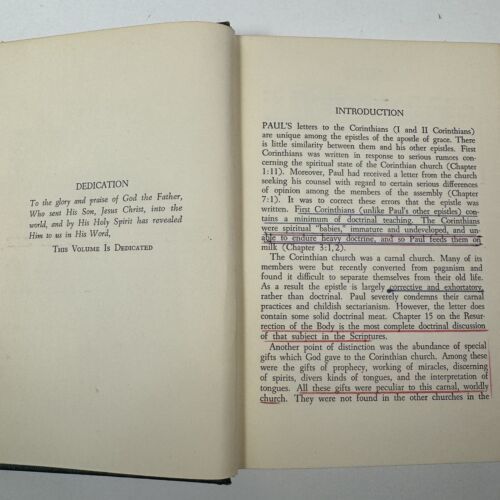 DEDICATION
To the glory and praise of God the Father,
Who sent His Son, Jesus Christ, into the
world, and by His Holy Spirit has revealed
Him to us in His Word,
THIS VOLUME IS DEDICATED
INTRODUCTION
PAUL'S letters to the Corinthians (I and II Corinthians)
are unique among the epistles of the apostle of grace. There
is little similarity between them and his other epistles. First
Corinthians was written in response to serious rumors con-
cerning the spiritual state of the Corinthian church (Chapter
1:11). Moreover, Paul had received a letter from the church
seeking his counsel with regard to certain serious differences
of opinion among the members of the assembly (Chapter
7:1). It was to correct these errors that the epistle was
written. First Corinthians (unlike Paul's other epistles) con-
tains a minimum of doctrinal teaching. The Corinthians
were spiritual "babies," immature and undeveloped, and un-
able to endure heavy doctrine, and so Paul feeds them on
milk (Chapter 3:1,2).
The Corinthian church was a carnal church. Many of its
members were but recently converted from paganism and
found it difficult to separate themselves from their old life.
As a result the epistle is largely corrective and exhortatory,
rather than doctrinal. Paul severely condemns their carnal
practices and childish sectarianism. However, the letter does
contain some solid doctrinal meat. Chapter 15 on the Resur-
rection of the Body is the most complete doctrinal discussion
of that subject in the Scriptures.
Another point of distinction was the abundance of special
gifts which God gave to the Corinthian church. Among these
were the gifts of prophecy, working of miracles, discerning
of spirits, divers kinds of tongues, and the interpretation of
tongues. All these gifts were peculiar to this carnal, worldly
church. They were not found in the other churches in the